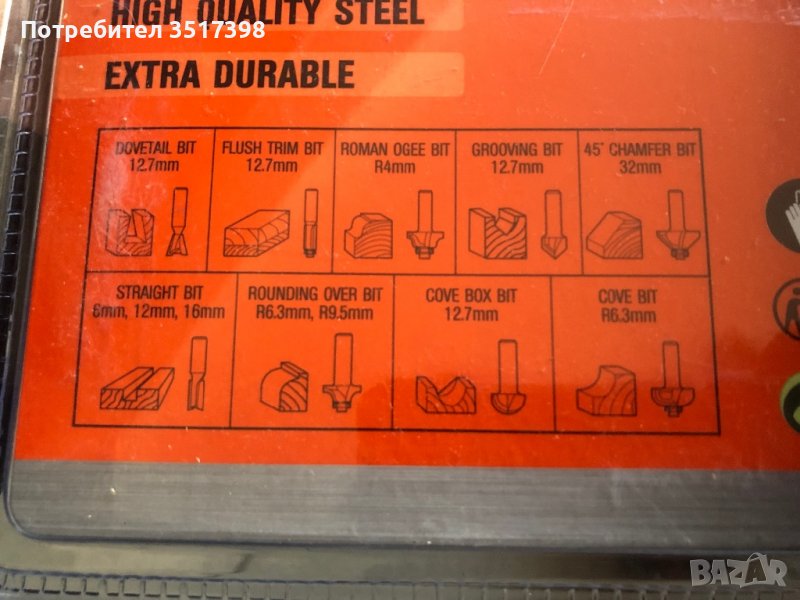 HIGH QUALITY STEEL
Потребител 3517398
EXTRA DURABLE
DOVETAIL BIT
12.7mm
FLUSH TRIM BIT
12.7mm
ROMAN OGEE BIT
R4mm
GROOVING BIT
12.7mm
45° CHAMFER BIT
32mm
STRAIGHT BIT
6mm, 12mm, 16mm
ROUNDING OVER BIT
R6.3mm, R9.5mm
COVE BOX BIT
12.7mm
COVE BIT
R6.3mm
BAZAR